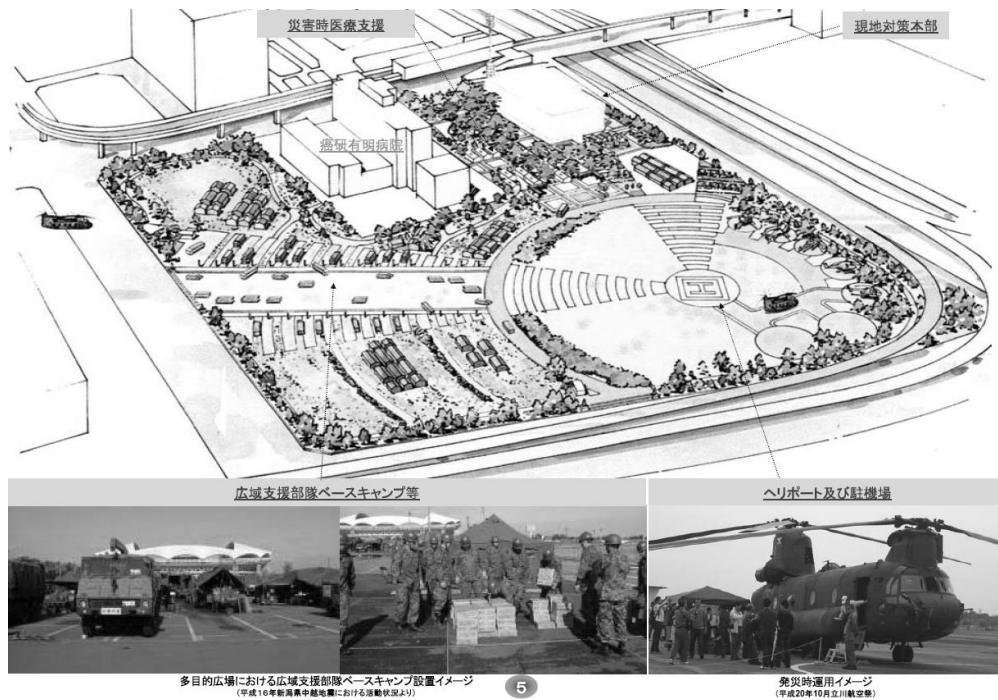 災害時医療支援
現地対策本部
癌研有明病院
H
広域支援部隊ベースキャンプ等
ヘリポート及び駐機場
多目的広場における広域支援部隊ベースキャンプ設置イメージ
(平成16年新潟県中越地震における活動状況より)
発災時運用イメージ
(平成20年10月立川航空祭)
5